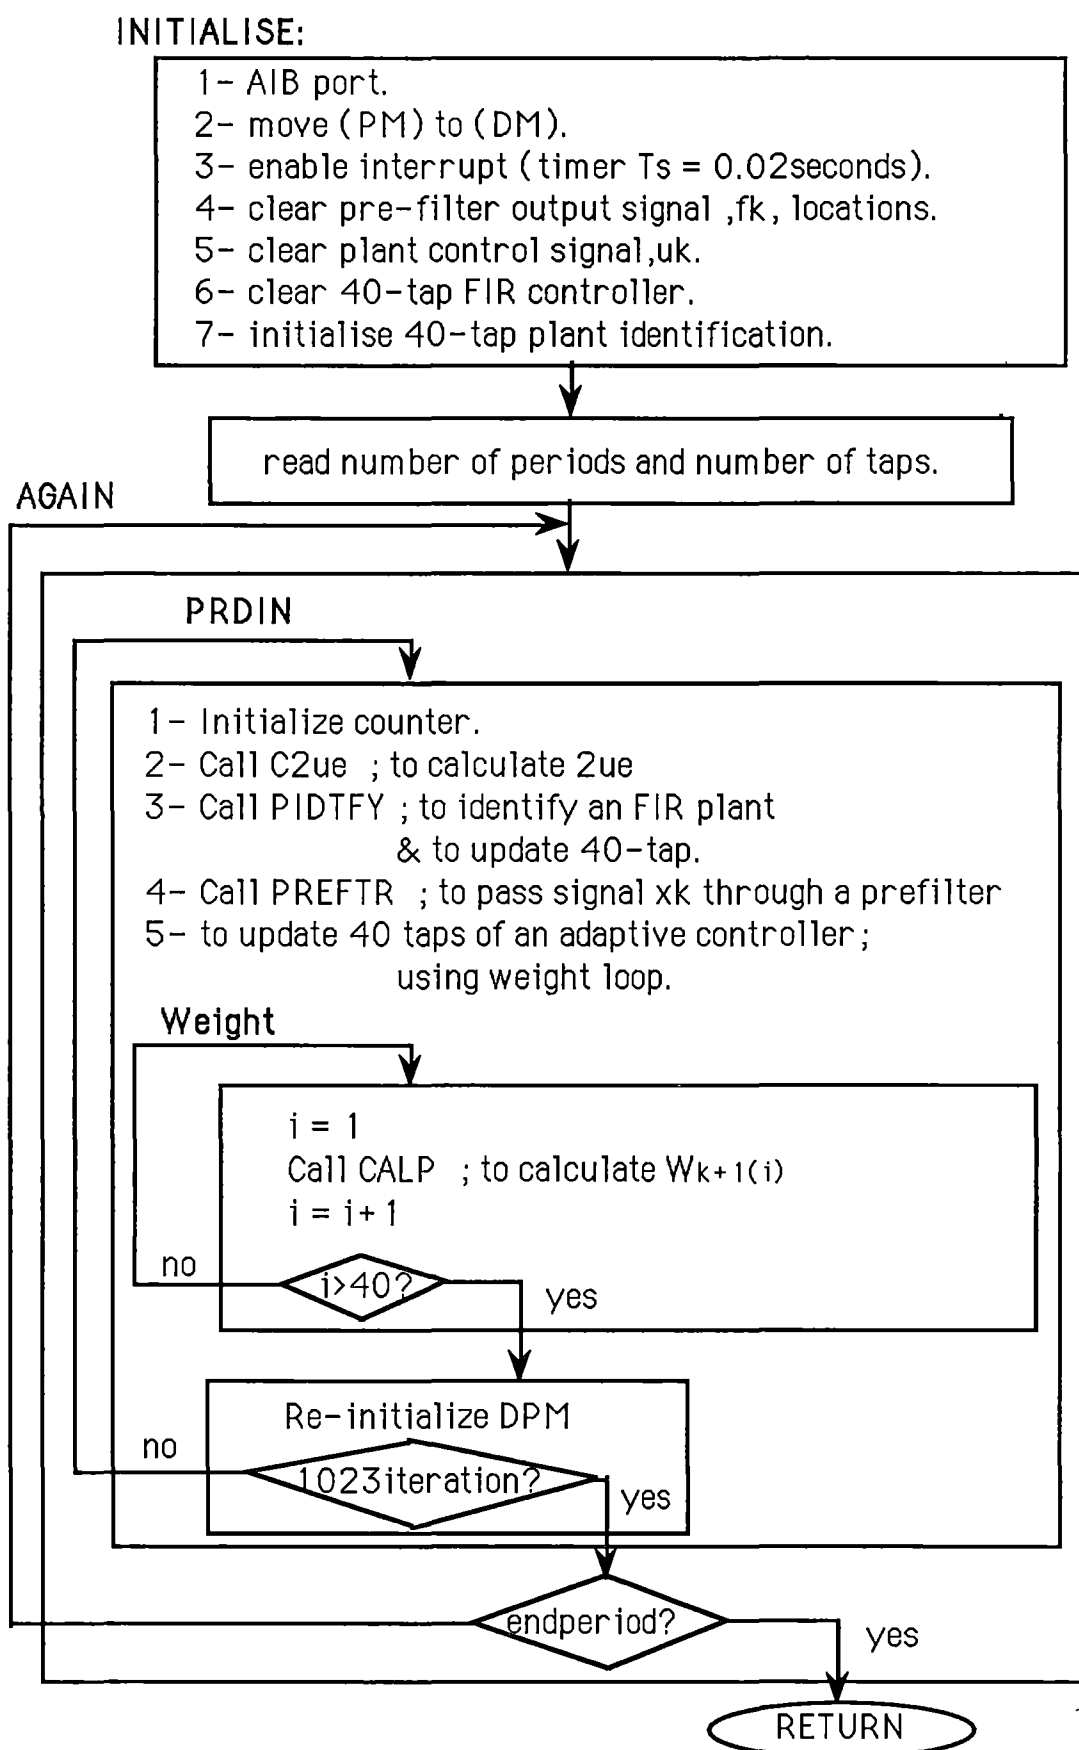 INITIALISE:
1- AIB port.
2- move (PM) to (DM).
3- enable interrupt (timer Ts = 0.02seconds).
4- clear pre-filter output signal ,fk, locations.
5- clear plant control signal,uk.
6- clear 40-tap FIR controller.
7- initialise 40-tap plant identification.
read number of periods and number of taps.
AGAIN
PRDIN
1- Initialize counter.
2- Call C2ue ; to calculate 2ue
3- Call PIDTFY ; to identify an FIR plant
& to update 40-tap.
4- Call PREFTR ; to pass signal xk through a prefilter
5- to update 40 taps of an adaptive controller;
using weight loop.
Weight
i = 1
Call CALP ; to calculate Wk+1(i)
i = i+1
no
i>40?
yes
Re-initialize DPM
no
1023iteration?
yes
endperiod?
yes
RETURN